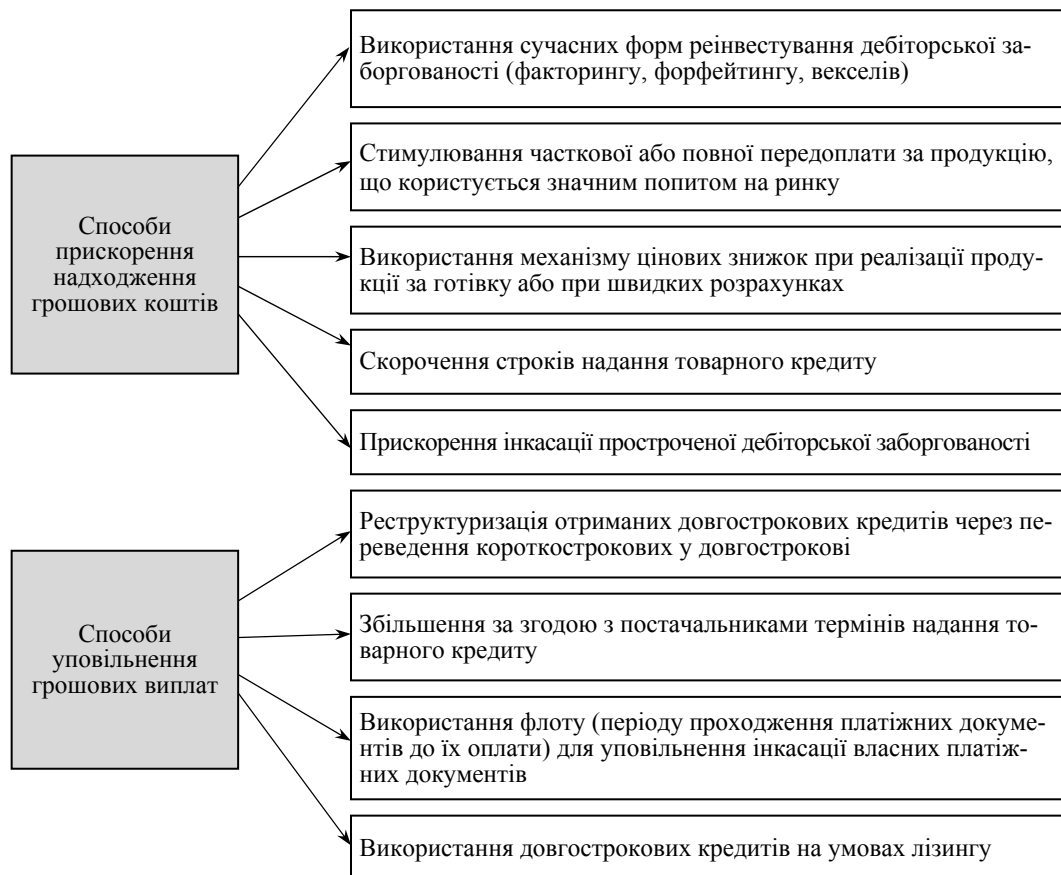 Способи
прискорення
надходження
грошових коштів
Використання сучасних форм реінвестування дебіторської за-
боргованості (факторингу, форфейтингу, векселів)
Стимулювання часткової або повної передоплати за продукцію,
що користується значним попитом на ринку
Використання механізму цінових знижок при реалізації проду-
кції за готівку або при швидких розрахунках
Скорочення строків надання товарного кредиту
Прискорення інкасації простроченої дебіторської заборгованості
Способи
уповільнення
грошових виплат
Реструктуризація отриманих довгострокових кредитів через пе-
реведення короткострокових у довгострокові
Збільшення за згодою з постачальниками термінів надання то-
варного кредиту
Використання флоту (періоду проходження платіжних докуме-
нтів до їх оплати) для уповільнення інкасації власних платіж-
них документів
Використання довгострокових кредитів на умовах лізингу